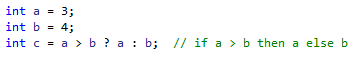 int a = 3;
int b = 4;
int c = a > b ? a : b;  // if a > b then a else b